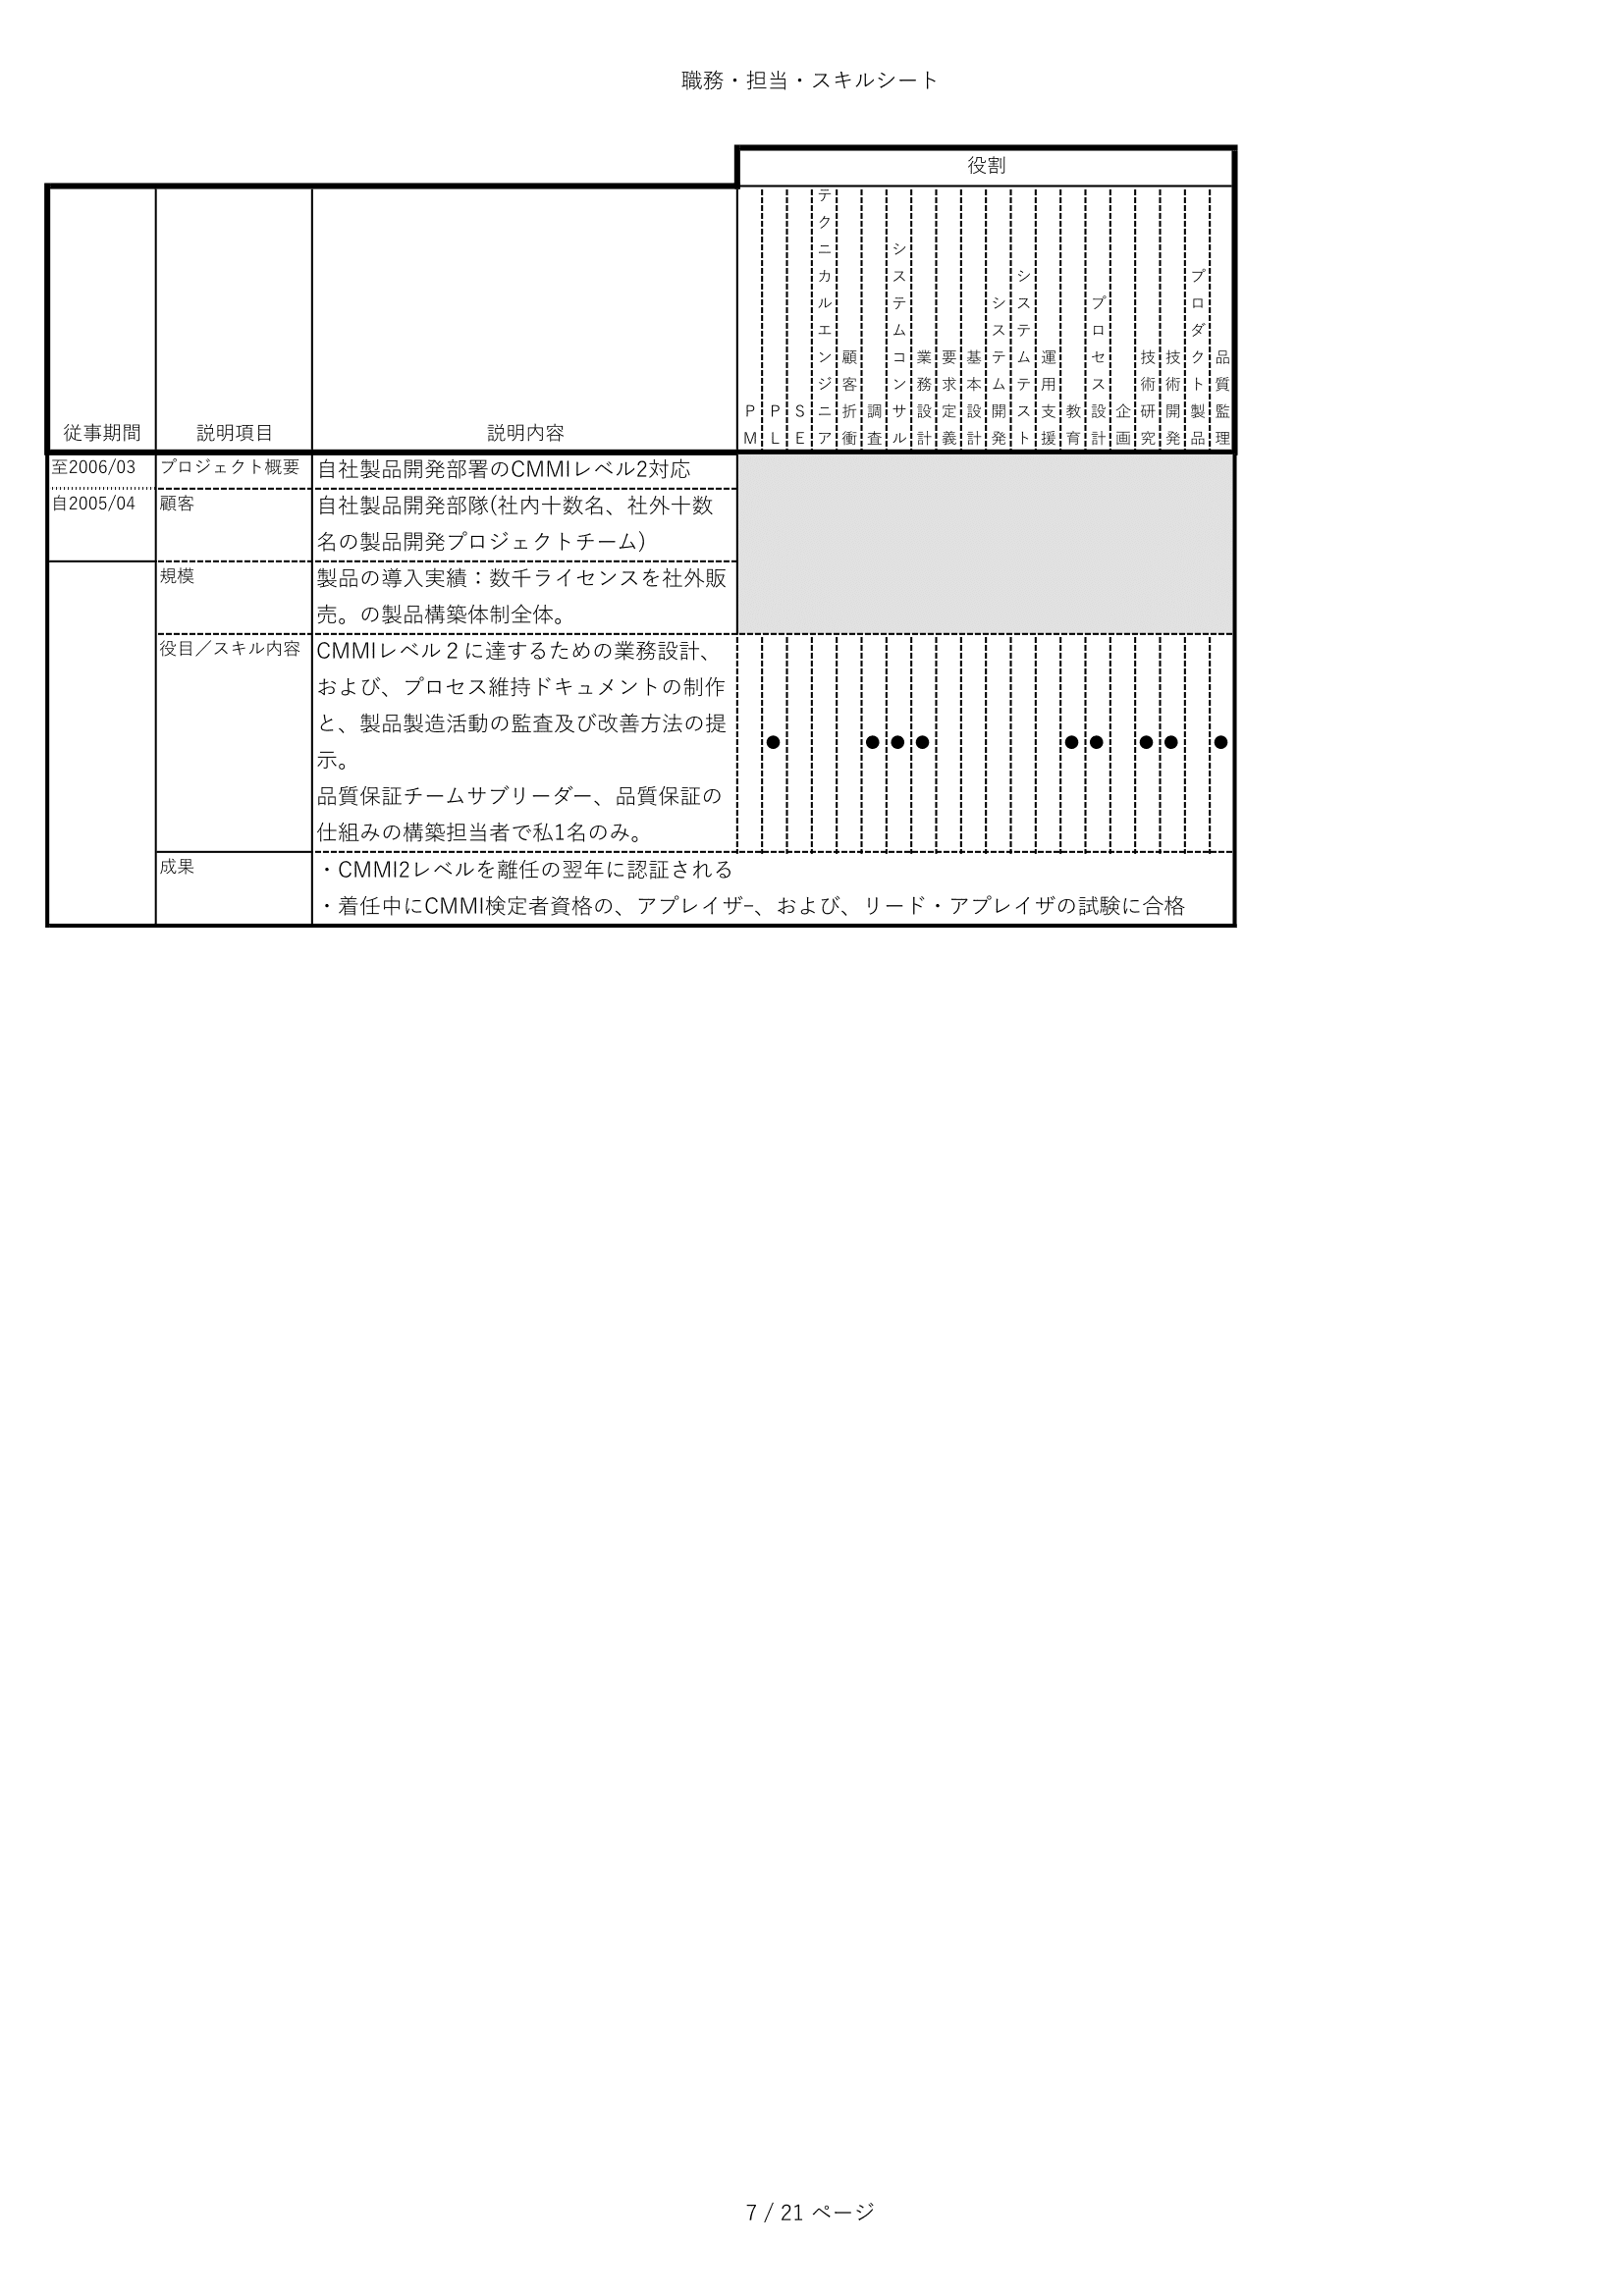 職務・担当・スキルシート
役割
従事期間 説明項目 説明内容 PM PL SE テクニカルエンジニア 顧客折衝 調査 システムコンサル 業務設計 要求定義 基本設計 システム開発 システムテスト 運用支援 教育 プロセス設計 企画 技術研究 技術開発 プロダクト製品 品質監理
至2006/03 プロジェクト概要 自社製品開発部署のCMMIレベル2対応
自2005/04 顧客 自社製品開発部隊(社内十数名、社外十数
名の製品開発プロジェクトチーム)
規模 製品の導入実績：数千ライセンスを社外販
売。の製品構築体制全体。
役目／スキル内容 CMMIレベル２に達するための業務設計、
および、プロセス維持ドキュメントの制作
と、製品製造活動の監査及び改善方法の提
示。
● ● ● ● ● ● ● ● ●
品質保証チームサブリーダー、品質保証の
仕組みの構築担当者で私1名のみ。
成果 ・CMMI2レベルを離任の翌年に認証される
・着任中にCMMI検定者資格の、アプレイザｰ、および、リード・アプレイザの試験に合格
7 / 21 ページ